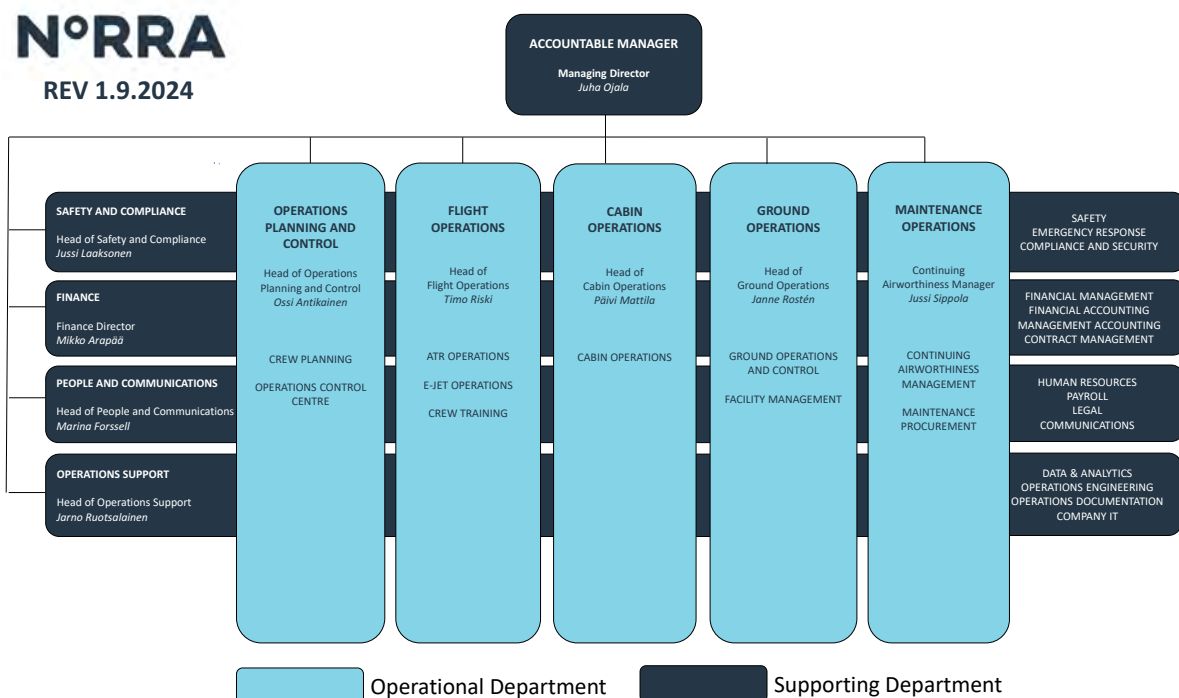 N°RRA
REV 1.9.2024
ACCOUNTABLE MANAGER
Managing Director
Juha Ojala
SAFETY AND COMPLIANCE
Head of Safety and Compliance
Jussi Laaksonen
FINANCE
Finance Director
Mikko Arapää
PEOPLE AND COMMUNICATIONS
Head of People and Communications
Marina Forssell
OPERATIONS SUPPORT
Head of Operations Support
Jarno Ruotsalainen
OPERATIONS
PLANNING AND
CONTROL
Head of Operations
Planning and Control
Ossi Antikainen
CREW PLANNING
OPERATIONS CONTROL
CENTRE
FLIGHT
OPERATIONS
Head of
Flight Operations
Timo Riski
ATR OPERATIONS
E-JET OPERATIONS
CREW TRAINING
CABIN
OPERATIONS
Head of
Cabin Operations
Päivi Mattila
CABIN OPERATIONS
GROUND
OPERATIONS
Head of
Ground Operations
Janne Rostén
GROUND OPERATIONS
AND CONTROL
FACILITY MANAGEMENT
MAINTENANCE
OPERATIONS
Continuing
Airworthiness Manager
Jussi Sippola
CONTINUING
AIRWORTHINESS
MANAGEMENT
MAINTENANCE
PROCUREMENT
SAFETY
EMERGENCY RESPONSE
COMPLIANCE AND SECURITY
FINANCIAL MANAGEMENT
FINANCIAL ACCOUNTING
MANAGEMENT ACCOUNTING
CONTRACT MANAGEMENT
HUMAN RESOURCES
PAYROLL
LEGAL
COMMUNICATIONS
DATA & ANALYTICS
OPERATIONS ENGINEERING
OPERATIONS DOCUMENTATION
COMPANY IT
Operational Department
Supporting Department